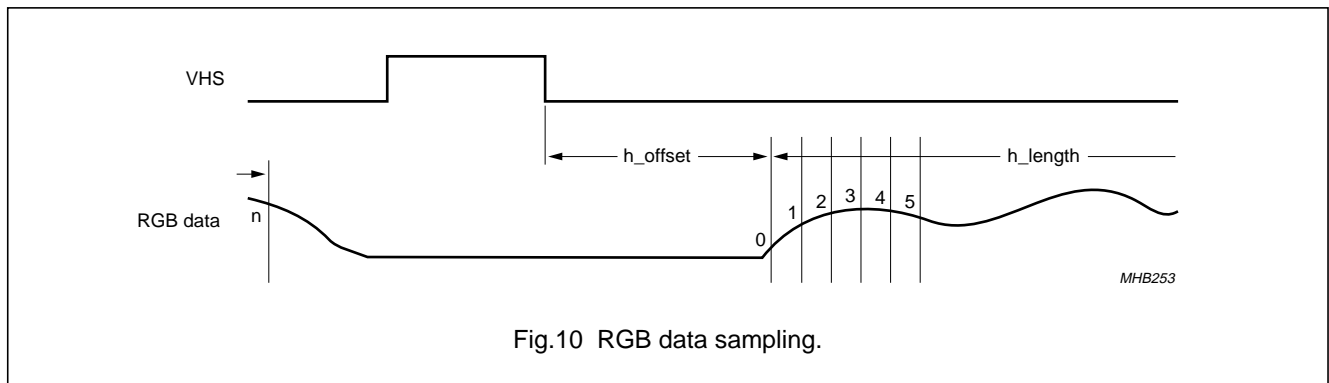 VHS
h_offset
h_length
RGB data
n
0
1
2
3
4
5
MHB253
Fig.10 RGB data sampling.